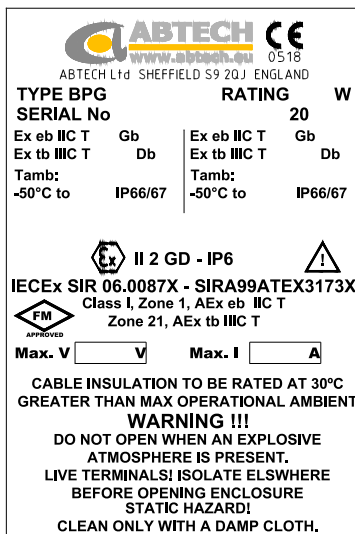 ABTECH
www.abtech.eu
0518
ABTECH Ltd SHEFFIELD S9 2QJ ENGLAND
TYPE BPG RATING W
SERIAL No 20
Ex eb IIC T Gb Ex eb IIC T Gb
Ex tb IIIC T Db Ex tb IIIC T Db
Tamb: Tamb:
-50°C to IP66/67 -50°C to IP66/67
Ex II 2 GD - IP6
IECEx SIR 06.0087X - SIRA99ATEX3173X
Class I, Zone 1, AEx eb IIC T
FM
APPROVED
Zone 21, AEx tb IIIC T
Max. V V Max. I A
CABLE INSULATION TO BE RATED AT 30ºC
GREATER THAN MAX OPERATIONAL AMBIENT
WARNING !!!
DO NOT OPEN WHEN AN EXPLOSIVE
ATMOSPHERE IS PRESENT.
LIVE TERMINALS! ISOLATE ELSWHERE
BEFORE OPENING ENCLOSURE
STATIC HAZARD!
CLEAN ONLY WITH A DAMP CLOTH.